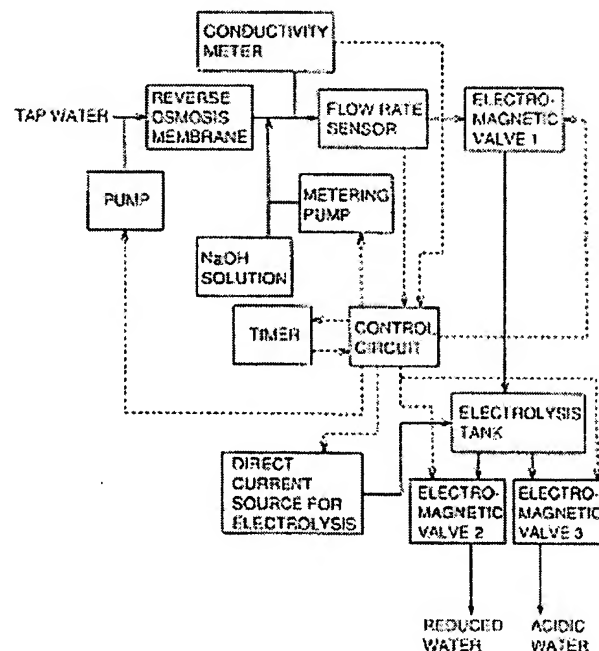 CONDUCTIVITY
METER
TAP WATER
REVERSE
OSMOSIS
MEMBRANE
FLOW RATE
SENSOR
ELECTRO-
MAGNETIC
VALVE 1
PUMP
METERING
PUMP
NaOH
SOLUTION
TIMER
CONTROL
CIRCUIT
ELECTROLYSIS
TANK
DIRECT
CURRENT
SOURCE FOR
ELECTROLYSIS
ELECTRO-
MAGNETIC
VALVE 2
ELECTRO-
MAGNETIC
VALVE 3
REDUCED
WATER
ACIDIC
WATER